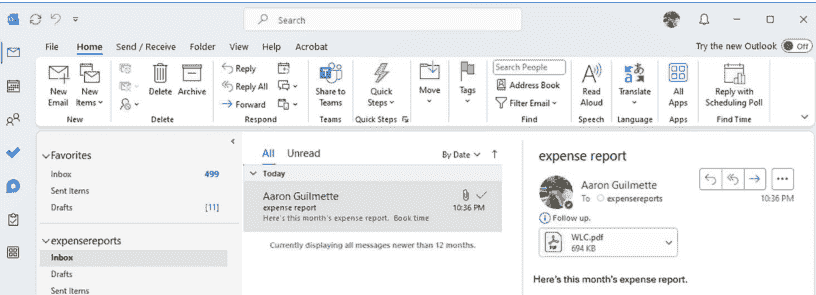 Search
File Home Send / Receive Folder View Help Acrobat
Try the new Outlook Off
New Email
New Items
New
Delete
Archive
Delete
Reply
Reply All
Forward
Respond
Share to Teams
Teams
Quick Steps
Quick Steps
Move
Tags
Search People
Address Book
Filter Email
Find
Read Aloud
Speech
Translate
Language
All Apps
Apps
Reply with Scheduling Poll
Find Time
Favorites
Inbox 499
Sent Items
Drafts [11]
expensereports
Inbox
Drafts
Sent Items
All Unread
By Date
Today
Aaron Guilmette
expense report 10:36 PM
Here's this month's expense report. Book time
Currently displaying all messages newer than 12 months.
expense report
Aaron Guilmette
To expensereports
10:36 PM
Follow up.
WLC.pdf
694 KB
PDF
Here's this month's expense report.